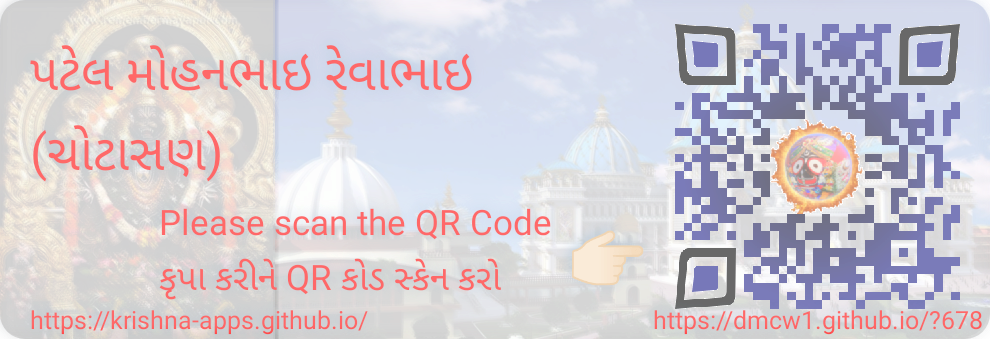 પટેલ મોહનભાઇ રેવાભાઇ
(ચોટાસણ)
Please scan the QR Code
કૃપા કરીને QR કોડ સ્કેન કરો
https://krishna-apps.github.io/
https://dmcw1.github.io/?678